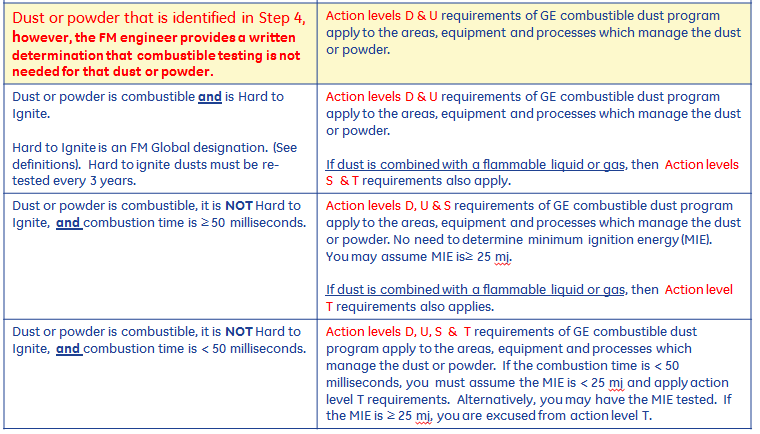 Dust or powder that is identified in Step 4,
however, the FM engineer provides a written
determination that combustible testing is not
needed for that dust or powder.
Action levels D & U requirements of GE combustible dust program
apply to the areas, equipment and processes which manage the dust
or powder.
Dust or powder is combustible and is Hard to
Ignite.
Hard to Ignite is an FM Global designation. (See
definitions). Hard to ignite dusts must be re-
tested every 3 years.
Action levels D & U requirements of GE combustible dust program
apply to the areas, equipment and processes which manage the dust
or powder.
If dust is combined with a flammable liquid or gas, then Action levels
S & T requirements also apply.
Dust or powder is combustible, it is NOT Hard to
Ignite, and combustion time is ≥ 50 milliseconds.
Action levels D, U & S requirements of GE combustible dust program
apply to the areas, equipment and processes which manage the dust
or powder. No need to determine minimum ignition energy (MIE).
You may assume MIE is≥ 25 mj.
If dust is combined with a flammable liquid or gas, then Action level
T requirements also applies.
Dust or powder is combustible, it is NOT Hard to
Ignite, and combustion time is < 50 milliseconds.
Action levels D, U, S & T requirements of GE combustible dust
program apply to the areas, equipment and processes which
manage the dust or powder. If the combustion time is < 50
milliseconds, you must assume the MIE is < 25 mj and apply action
level T requirements. Alternatively, you may have the MIE tested. If
the MIE is ≥ 25 mj, you are excused from action level T.